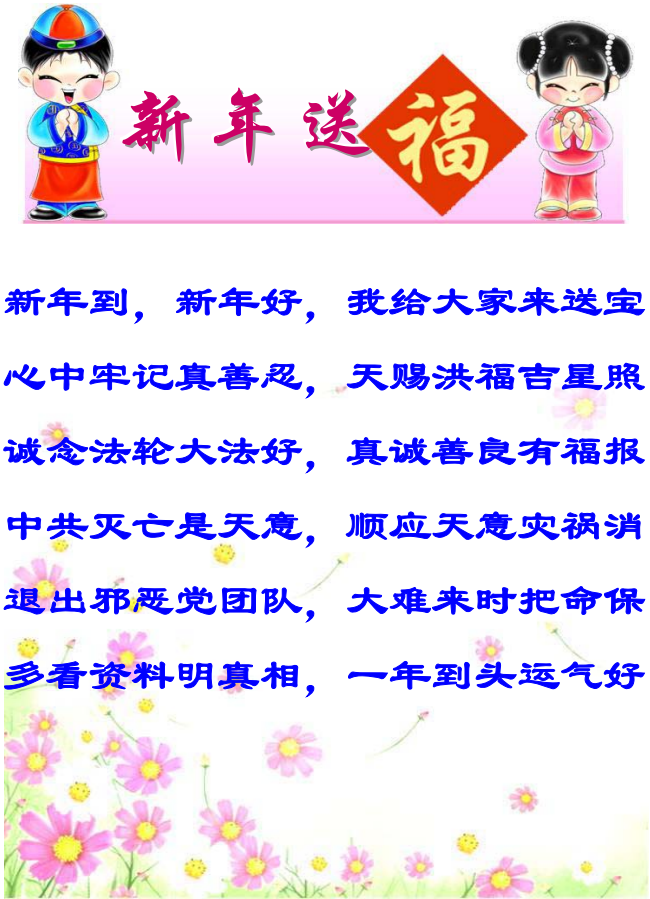 新年送福
新年到，新年好，我给大家来送宝
心中牢记真善忍，天赐洪福吉星照
诚念法轮大法好，真诚善良有福报
中共灭亡是天意，顺应天意灾祸消
退出邪恶党团队，大难来时把命保
多看资料明真相，一年到头运气好